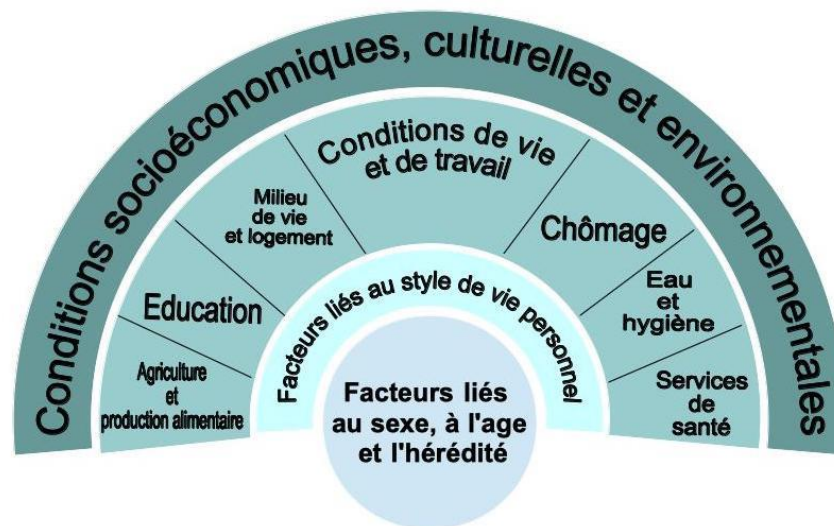 Conditions socioéconomiques, culturelles et environnementales
Conditions de vie
et de travail
Milieu
de vie
et logement
Chômage
Education
Eau
et
hygiène
Agriculture
et
production alimentaire
Services
de
santé
Facteurs liés au style de vie personnel
Facteurs liés
au sexe, à l'age
et l'hérédité